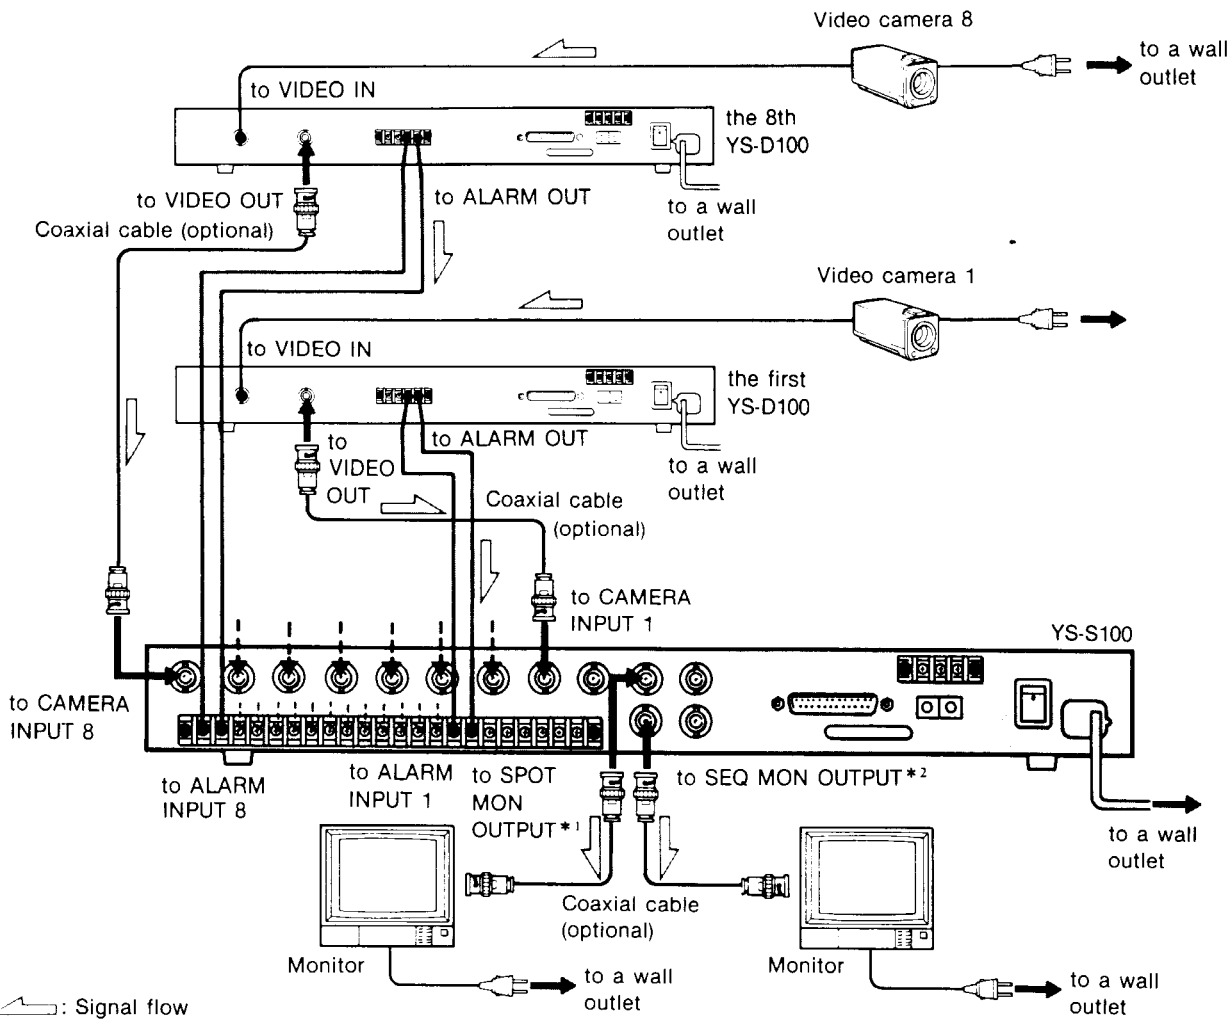 Video camera 8
to a wall
outlet
to VIDEO IN
the 8th
YS-D100
to VIDEO OUT
to ALARM OUT
to a wall
outlet
Coaxial cable (optional)
Video camera 1
to VIDEO IN
the first
YS-D100
to
VIDEO
OUT
to ALARM OUT
to a wall
outlet
Coaxial cable
(optional)
to CAMERA
INPUT 1
YS-S100
to CAMERA
INPUT 8
to ALARM
INPUT 8
to ALARM
INPUT 1
to SPOT
MON
OUTPUT*1
to SEQ MON OUTPUT*2
to a wall
outlet
Coaxial cable
(optional)
Monitor
to a wall
outlet
Monitor
to a wall
outlet
: Signal flow